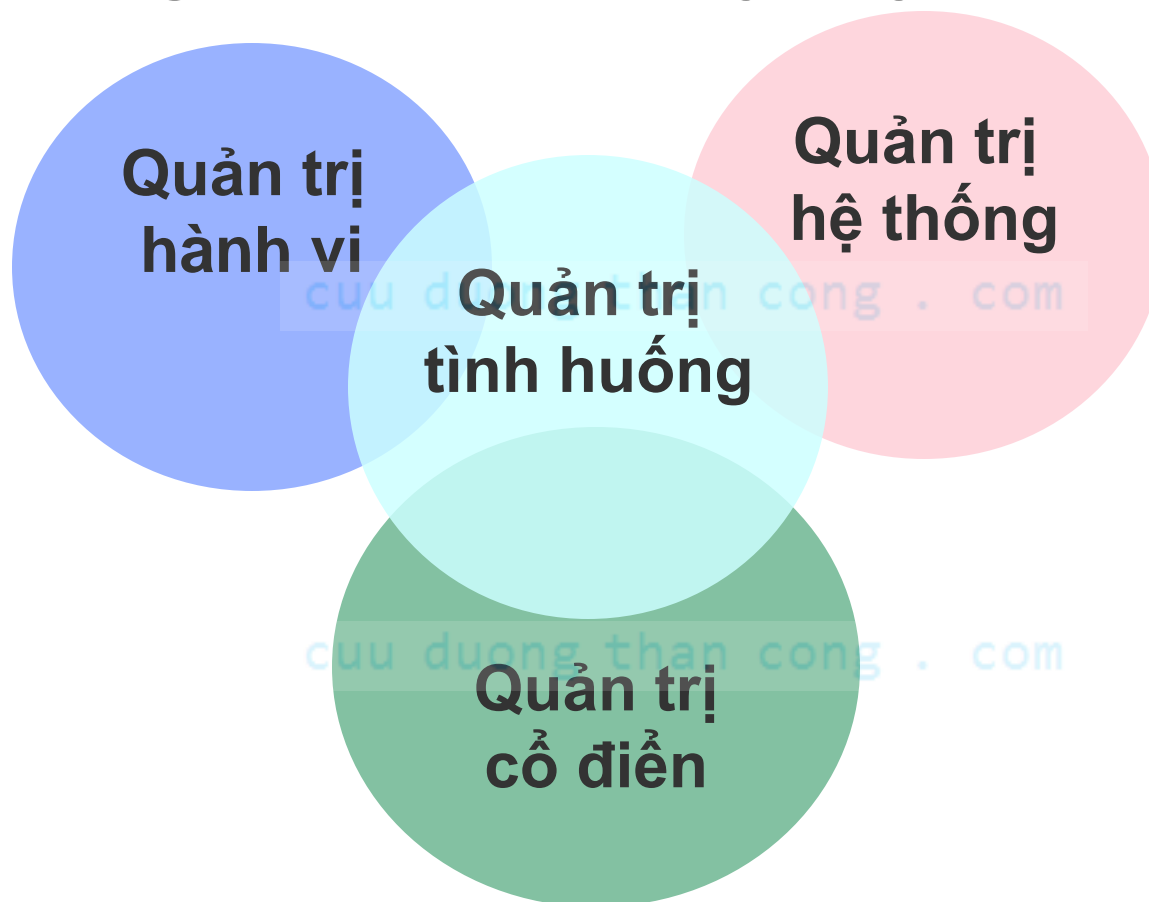 Quản trị
hành vi
Quản trị
hệ thống
Quản trị
tình huống
cuu duong than cong . com
cuu duong than cong . com
Quản trị
cổ điển